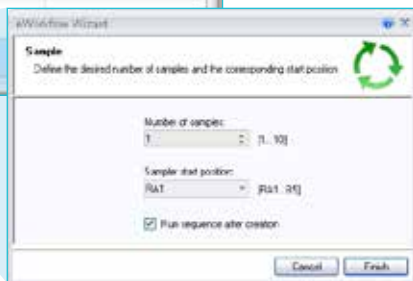 eWorkflow Wizard
Sample
Define the desired number of samples and the corresponding start position
Number of samples:
1 [1...10]
Sampler start position:
RA1 [RA1...]
Run sequence after creation
Cancel Finish